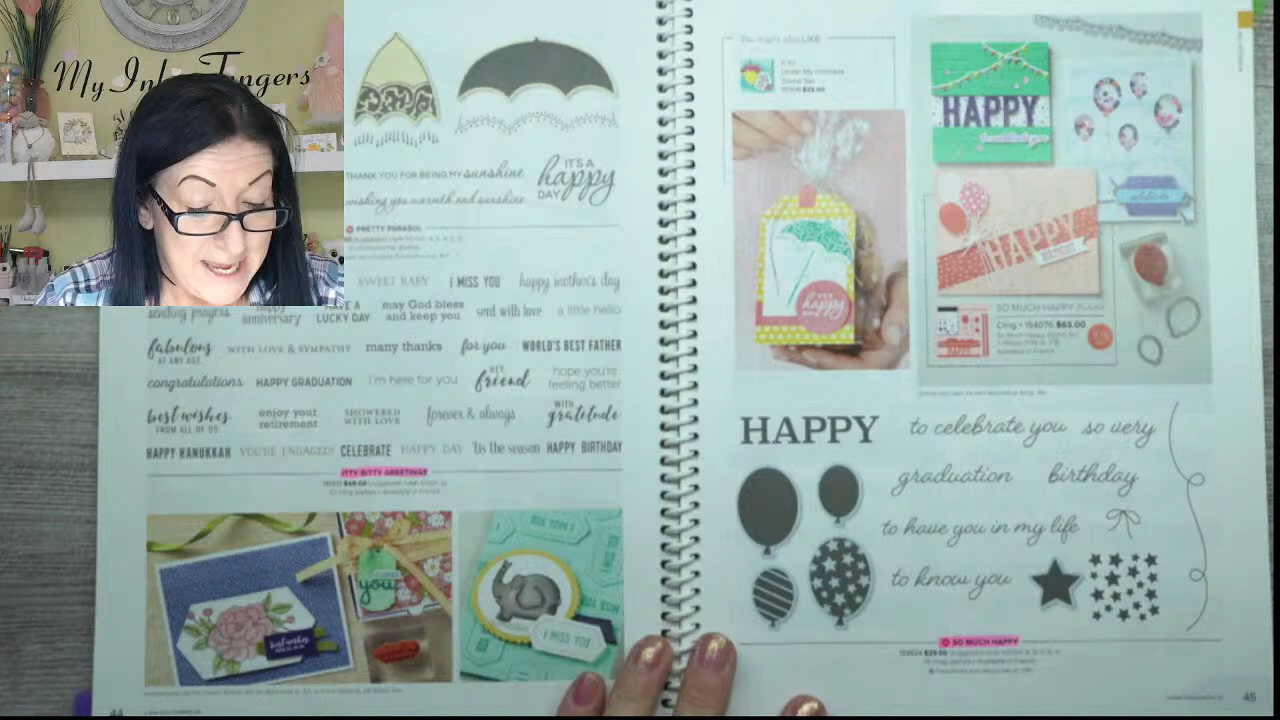 My Inky Fingers
THANK YOU FOR BEING MY sunshine
wishing you warmth and sunshine
IT'S A
happy
DAY
PRETTY PARASOL
SWEET BABY I MISS YOU happy mother's day
sending prayers happy anniversary LUCKY DAY may God bless and keep you sent with love a little hello
fabulous AT ANY AGE WITH LOVE & SYMPATHY many thanks for you WORLD'S BEST FATHER
congratulations HAPPY GRADUATION I'm here for you HEY friend hope you're feeling better
best wishes FROM ALL OF US enjoy your retirement SHOWERED WITH LOVE forever & always WITH gratitude
HAPPY HANUKKAH YOU'RE ENGAGED! CELEBRATE HAPPY DAY 'tis the season HAPPY BIRTHDAY
ITTY BITTY GREETINGS
you
best wishes
I MISS YOU
44
You might also LIKE
HAPPY
HAPPY
happy
SO MUCH HAPPY
Cling • 154076 $63.00
HAPPY
HAPPY to celebrate you so very
graduation birthday
to have you in my life
to know you
SO MUCH HAPPY
45